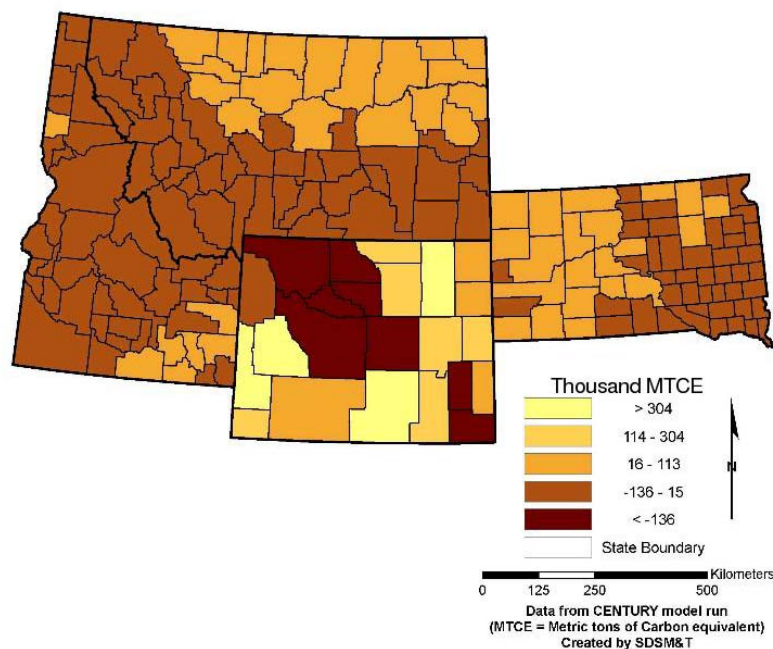 Thousand MTCE
> 304
114 - 304
16 - 113
-136 - 15
< -136
State Boundary
N
Kilometers
0 125 250 500
Data from CENTURY model run
(MTCE = Metric tons of Carbon equivalent)
Created by SDSM&T